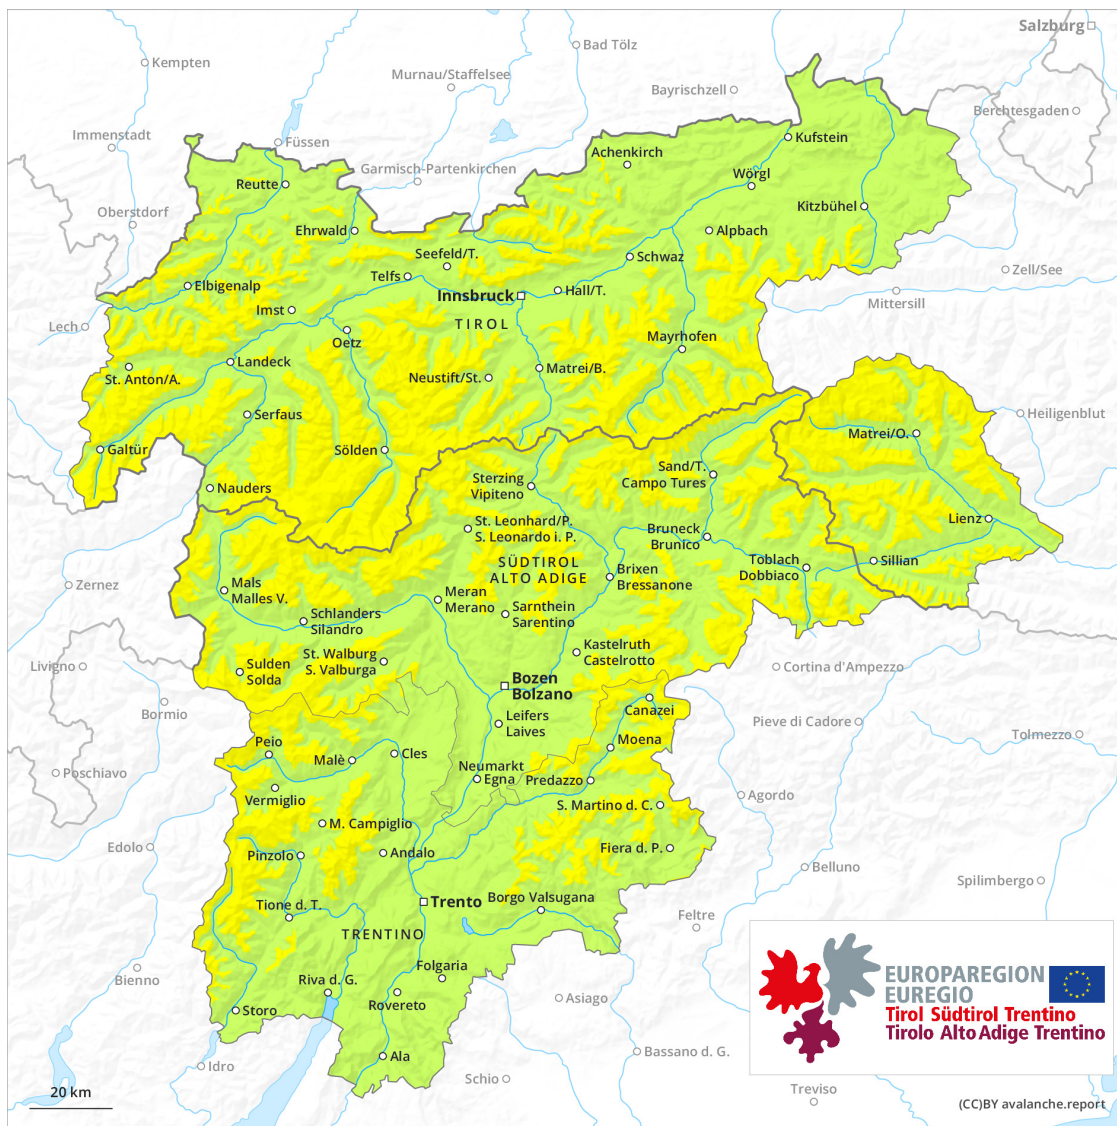 Salzburg
Bad Tölz
Kempten
Murnau/Staffelsee
Bayrischzell
Berchtesgaden
Immenstadt
Füssen
Kufstein
Achenkirch
Garmisch-Partenkirchen
Wörgl
Reutte
Kitzbühel
Oberstdorf
Ehrwald
Alpbach
Seefeld/T.
Schwaz
Zell/See
Telfs
Elbigenalp
Innsbruck
Hall/T.
Mittersill
Imst
TIROL
Lech
Oetz
Mayrhofen
Landeck
Matrei/B.
St. Anton/A.
Neustift/St.
Serfaus
Heiligenblut
Matrei/O.
Galtür
Sölden
Sand/T.
Campo Tures
Sterzing
Vipiteno
Nauders
St. Leonhard/P.
S. Leonardo i. P.
Lienz
Bruneck
Brunico
SÜDTIROL
ALTO ADIGE
Toblach
Dobbiaco
Sillian
Brixen
Bressanone
Zernez
Mals
Malles V.
Meran
Merano
Sarnthein
Sarentino
Schlanders
Silandro
Kastelruth
Castelrotto
St. Walburg
S. Valburga
Livigno
Sulden
Solda
Cortina d'Ampezzo
Bozen
Bolzano
Bormio
Canazei
Leifers
Laives
Pieve di Cadore
Tolmezzo
Moena
Peio
Cles
Malè
Neumarkt
Egna
Predazzo
Poschiavo
Vermiglio
Agordo
S. Martino d. C.
M. Campiglio
Edolo
Andalo
Fiera d. P.
Pinzolo
Belluno
Spilimbergo
Trento
Borgo Valsugana
Tione d. T.
Feltre
TRENTINO
Folgaria
Bienno
Riva d. G.
Rovereto
Asiago
Storo
EUROPAREGION
EUREGIO
Tirol Südtirol Trentino
Tirolo Alto Adige Trentino
Ala
Bassano d. G.
Idro
Schio
Treviso
20 km
(CC)BY avalanche.report